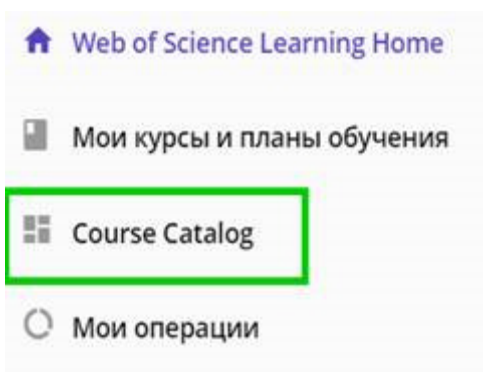 Web of Science Learning Home
Мои курсы и планы обучения
Course Catalog
Мои операции